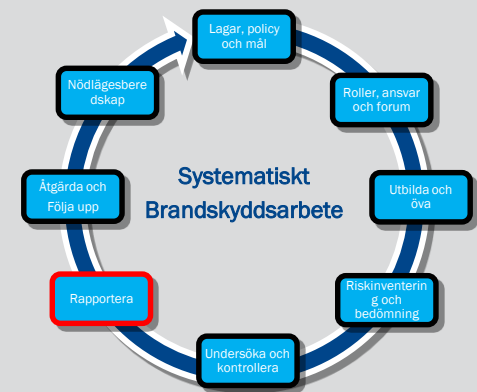 Lagar, policy
och mål
Roller, ansvar
och forum
Utbilda och
öva
Riskinventerin
g och
bedömning
Undersöka och
kontrollera
Rapportera
Åtgärda och
Följa upp
Nödlägesbere
dskap
Systematiskt
Brandskyddsarbete